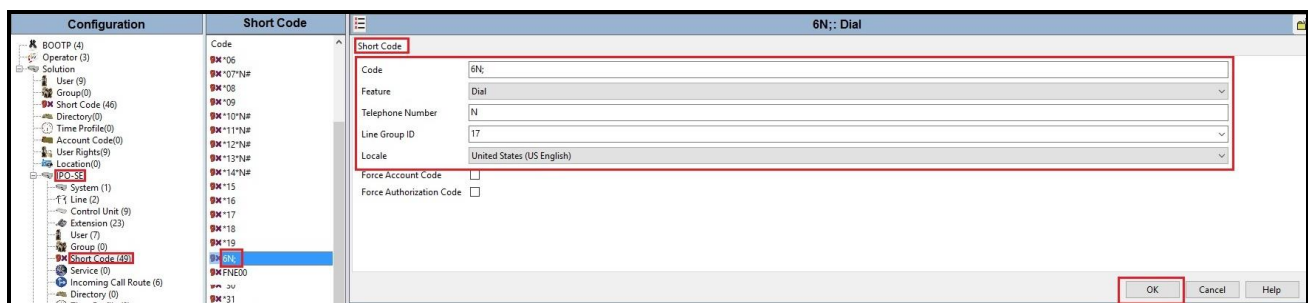 Configuration
BOOTP (4)
Operator (3)
Solution
User (9)
Group(0)
Short Code (46)
Directory(0)
Time Profile(0)
Account Code(0)
User Rights(9)
Location(0)
IPO-SE
System (1)
Line (2)
Control Unit (9)
Extension (23)
User (7)
Group (0)
Short Code (49)
Service (0)
Incoming Call Route (6)
Directory (0)
Short Code
Code
*06
*07*N#
*08
*09
*10*N#
*11*N#
*12*N#
*13*N#
*14*N#
*15
*16
*17
*18
*19
6N;
FNE00
*31
6N;: Dial
Short Code
Code 6N;
Feature Dial
Telephone Number N
Line Group ID 17
Locale United States (US English)
Force Account Code
Force Authorization Code
OK Cancel Help